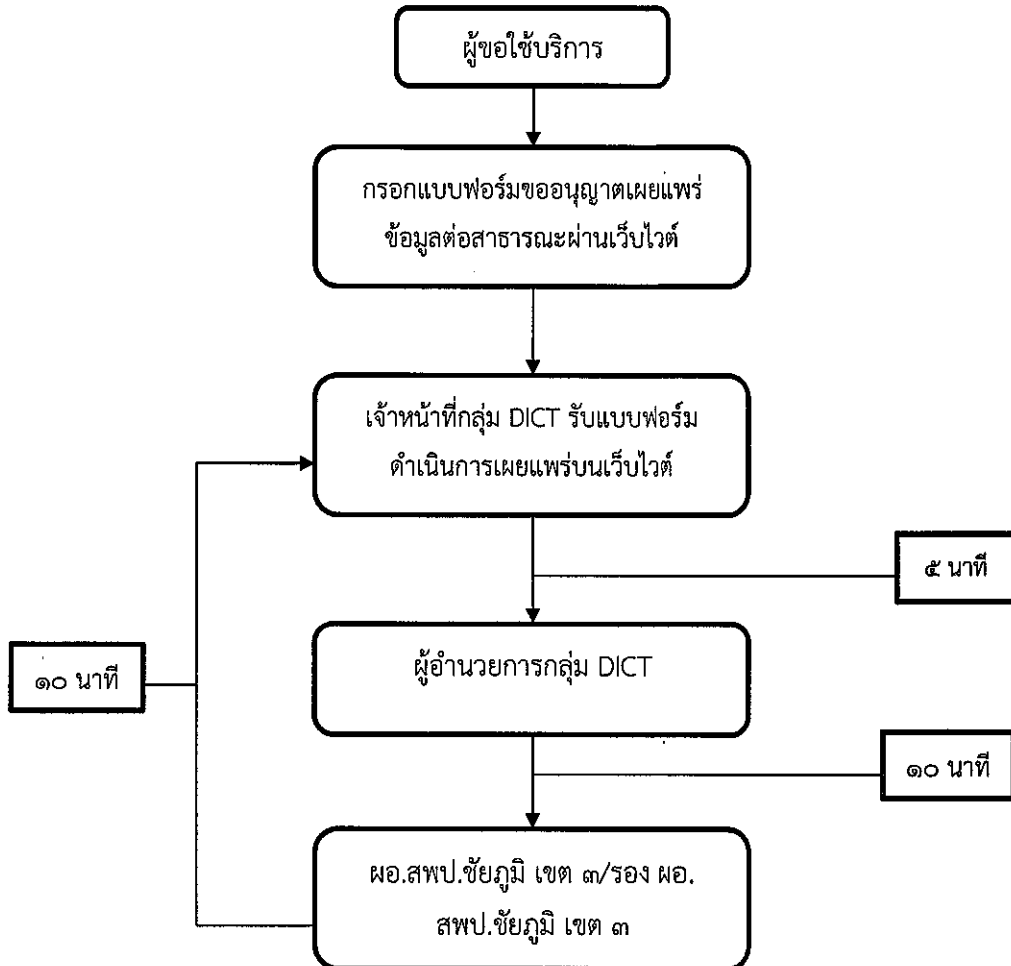 ผู้ขอใช้บริการ
กรอกแบบฟอร์มขออนุญาตเผยแพร่
ข้อมูลต่อสาธารณะผ่านเว็บไวต์
เจ้าหน้าที่กลุ่ม DICT รับแบบฟอร์ม
ดำเนินการเผยแพร่บนเว็บไวต์
๕ นาที
ผู้อำนวยการกลุ่ม DICT
๑๐ นาที
๑๐ นาที
ผอ.สพป.ชัยภูมิ เขต ๓/รอง ผอ.
สพป.ชัยภูมิ เขต ๓